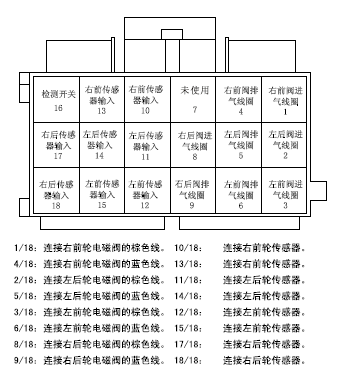 检测开关
16
右前传感
器输入
13
右前传感
器输入
10
未使用
7
右前阀排
气线圈
4
右前阀进
气线圈
1
右后传感
器输入
17
左后传感
器输入
14
左后传感
器输入
11
右后阀进
气线圈
8
左后阀排
气线圈
5
左后阀进
气线圈
2
右后传感
器输入
18
左前传感
器输入
15
左前传感
器输入
12
右后阀排
气线圈
9
左前阀排
气线圈
6
左前阀进
气线圈
3
1/18：连接右前轮电磁阀的棕色线。 10/18： 连接右前轮传感器。
4/18：连接右前轮电磁阀的蓝色线。 13/18： 连接右前轮传感器。
2/18：连接左后轮电磁阀的棕色线。 11/18： 连接左后轮传感器。
5/18：连接左后轮电磁阀的蓝色线。 14/18： 连接左后轮传感器。
3/18：连接左前轮电磁阀的棕色线。 12/18： 连接左前轮传感器。
6/18：连接左前轮电磁阀的蓝色线。 15/18： 连接左前轮传感器。
8/18：连接右后轮电磁阀的棕色线。 17/18： 连接右后轮传感器。
9/18：连接右后轮电磁阀的蓝色线。 18/18： 连接右后轮传感器。